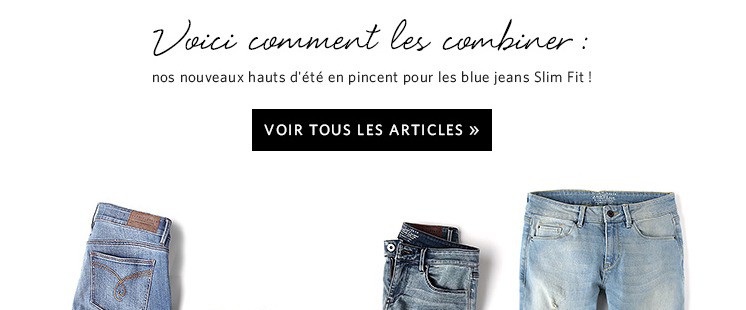 Voici comment les combiner :
nos nouveaux hauts d'été en pincent pour les blue jeans Slim Fit !
VOIR TOUS LES ARTICLES »